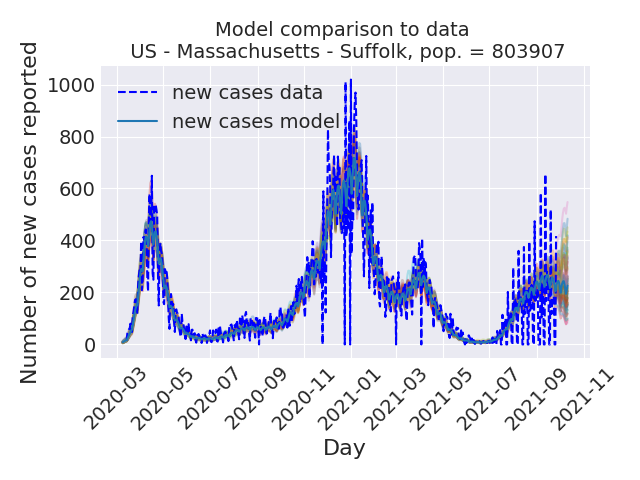 Model comparison to data
US - Massachusetts - Suffolk, pop. = 803907
new cases data
new cases model
Number of new cases reported
1000
800
600
400
200
0
2020-03
2020-05
2020-07
2020-09
2020-11
2021-01
2021-03
2021-05
2021-07
2021-09
2021-11
Day